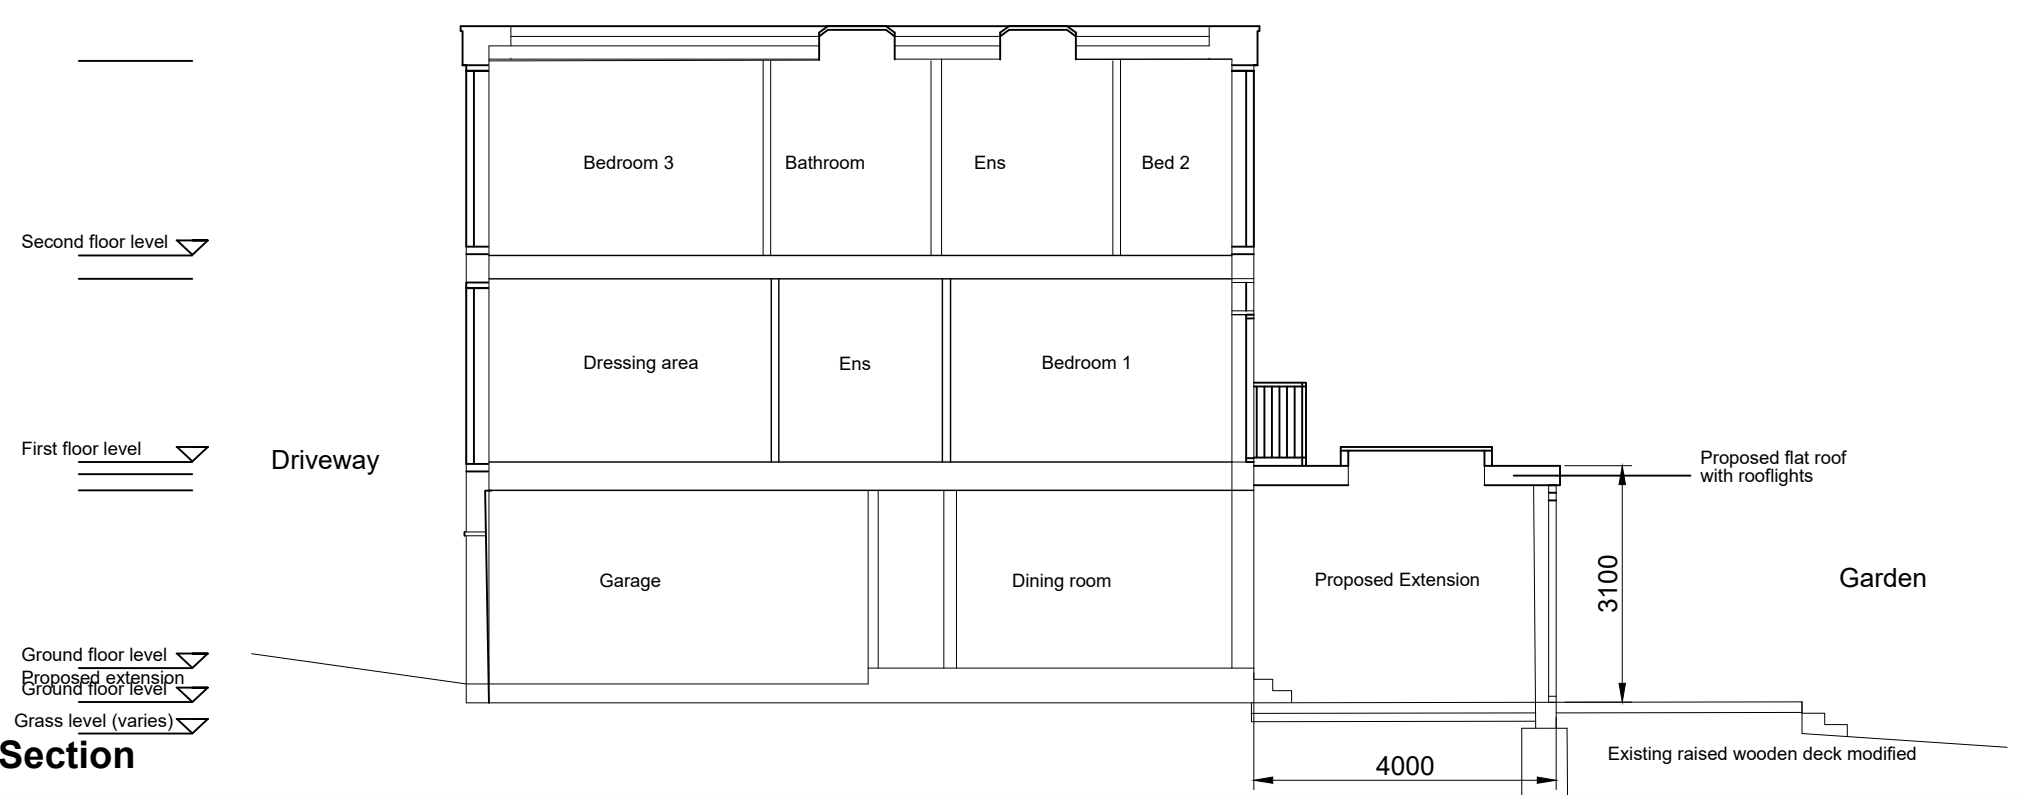 Bedroom 3
Bathroom
Ens
Bed 2
Second floor level
Dressing area
Ens
Bedroom 1
First floor level
Driveway
Proposed flat roof
with rooflights
Garage
Dining room
Proposed Extension
3100
Garden
Ground floor level
Proposed extension
Ground floor level
Grass level (varies)
Section
4000
Existing raised wooden deck modified